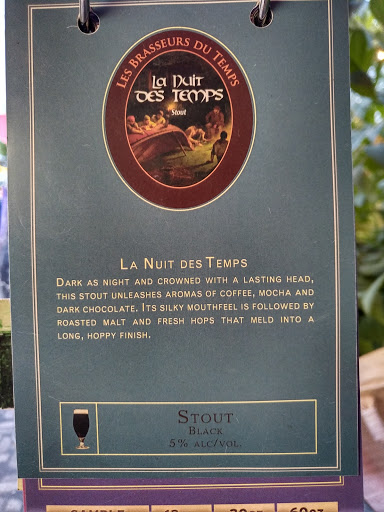 LES BRASSEURS DU TEMPS
La Nuit
des Temps
Stout
LA NUIT DES TEMPS
DARK AS NIGHT AND CROWNED WITH A LASTING HEAD,
THIS STOUT UNLEASHES AROMAS OF COFFEE, MOCHA AND
DARK CHOCOLATE. ITS SILKY MOUTHFEEL IS FOLLOWED BY
ROASTED MALT AND FRESH HOPS THAT MELD INTO A
LONG, HOPPY FINISH.
STOUT
BLACK
5% ALC/VOL.
SAMPLE 60OZ